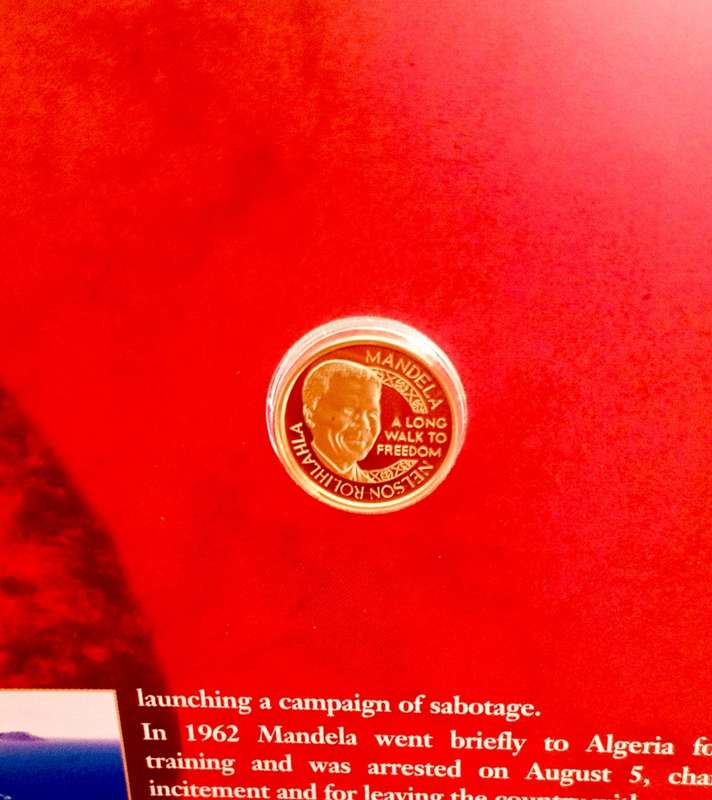 MANDELA
A LONG
WALK TO
FREEDOM
NELSON ROLIHLAHLA
launching a campaign of sabotage.
In 1962 Mandela went briefly to Algeria
training and was arrested on August 5,
incitement and for leaving the country